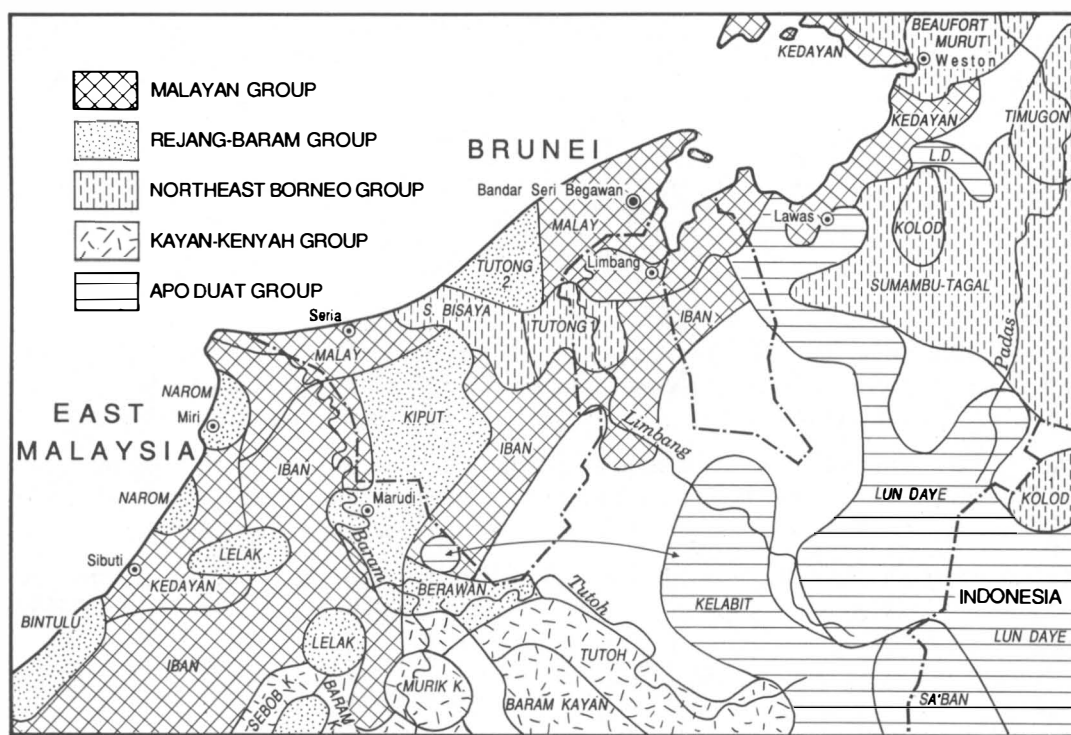 MALAYAN GROUP
REJANG-BARAM GROUP
NORTHEAST BORNEO GROUP
KAYAN-KENYAH GROUP
APO DUAT GROUP
BRUNEI
EAST
MALAYSIA
INDONESIA
KEDAYAN
BEAUFORT
MURUT
Weston
KEDAYAN
TIMUGON
L.D.
Bandar Seri Begawan
MALAY
Lawas
KOLOD
Limbang
TUTONG
2
SUMAMBU-TAGAL
Seria
S. BISAYA
TUTONG 1
IBAN
Padas
MALAY
NAROM
Miri
KIPUT
IBAN
Limbang
IBAN
NAROM
Marudi
LUN DAYE
KOLOD
Sibuti
LELAK
Baram
KEDAYAN
BERAWAN
Tutoh
KELABIT
BINTULU
LELAK
TUTOH
LUN DAYE
IBAN
SEBOB K.
BARAM
K.
MURIK K.
BARAM KAYAN
SA'BAN